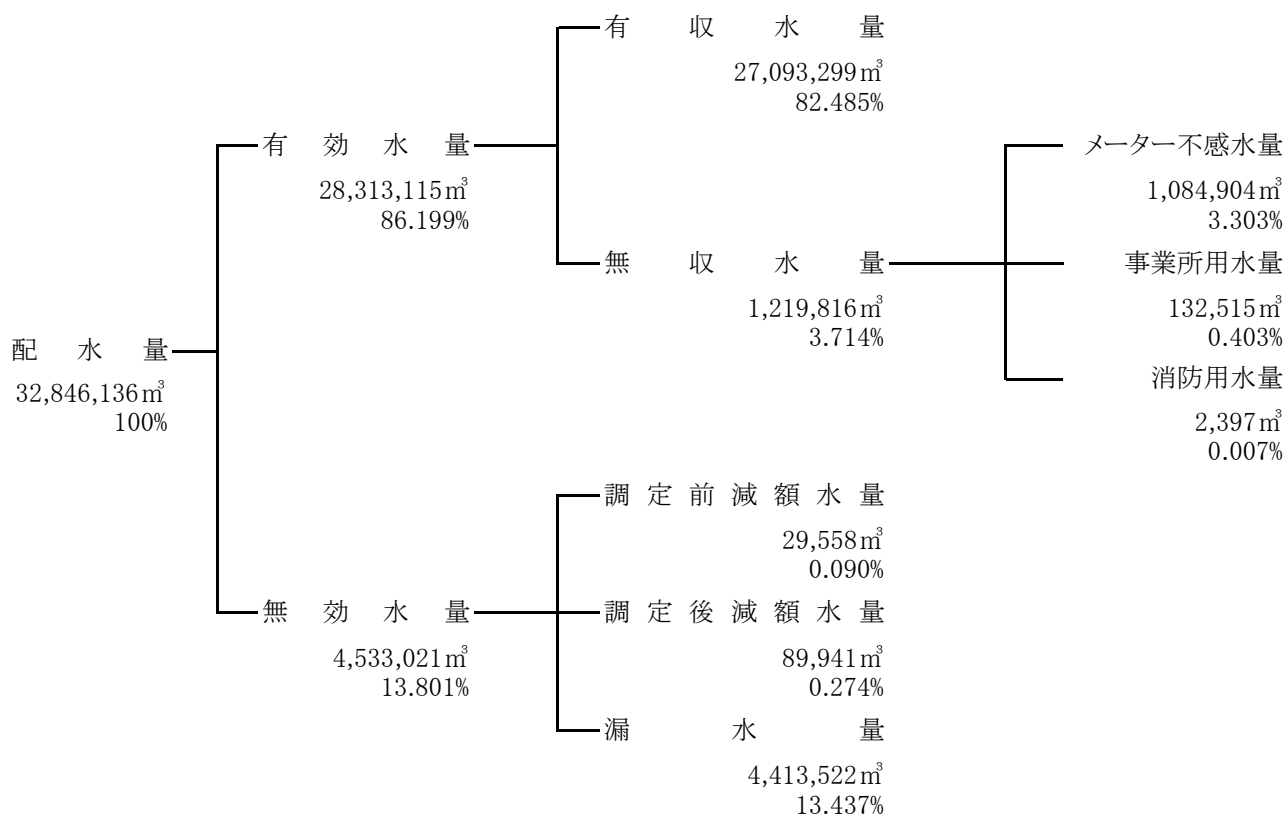 配水量
32,846,136㎥
100%
有効水量
28,313,115㎥
86.199%
有収水量
27,093,299㎥
82.485%
無収水量
1,219,816㎥
3.714%
メーター不感水量
1,084,904㎥
3.303%
事業所用水量
132,515㎥
0.403%
消防用水量
2,397㎥
0.007%
無効水量
4,533,021㎥
13.801%
調定前減額水量
29,558㎥
0.090%
調定後減額水量
89,941㎥
0.274%
漏水量
4,413,522㎥
13.437%